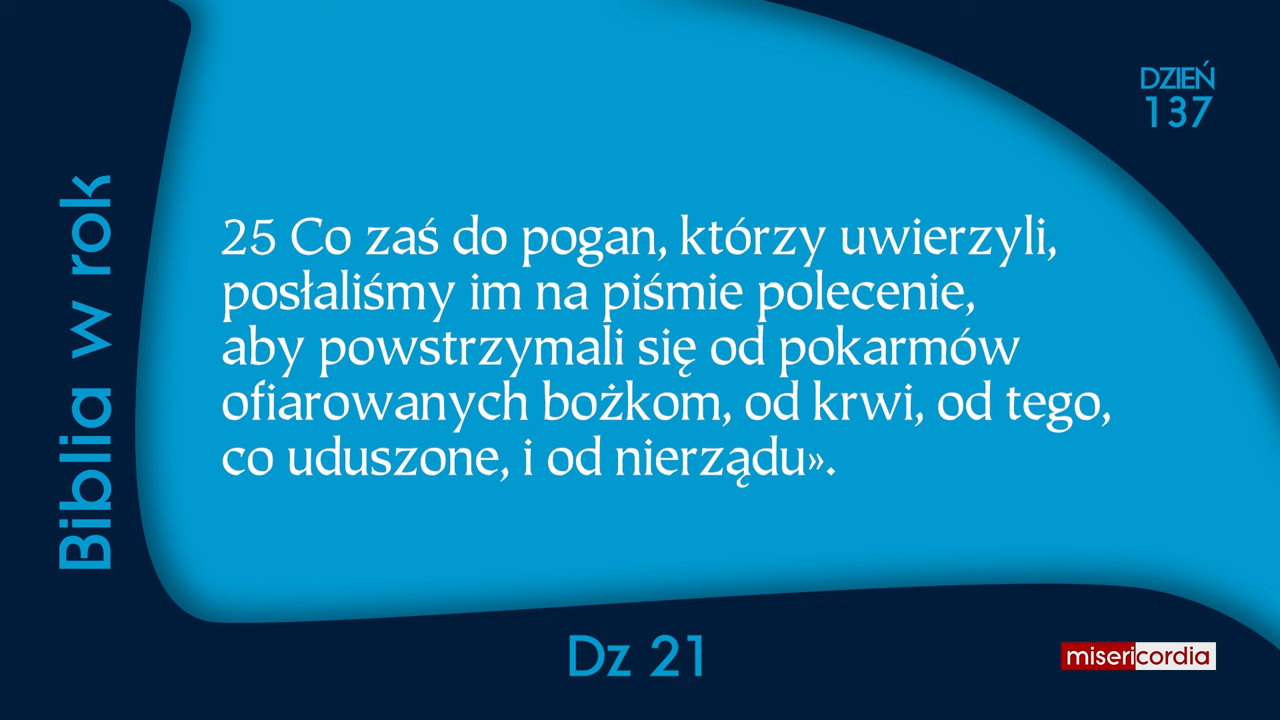 DZIEŃ
137
25 Co zaś do pogan, którzy uwierzyli,
posłaliśmy im na piśmie polecenie,
aby powstrzymali się od pokarmów
ofiarowanych bożkom, od krwi, od tego,
co uduszone, i od nierządu».
Biblia w rok
Dz 21
misericordia